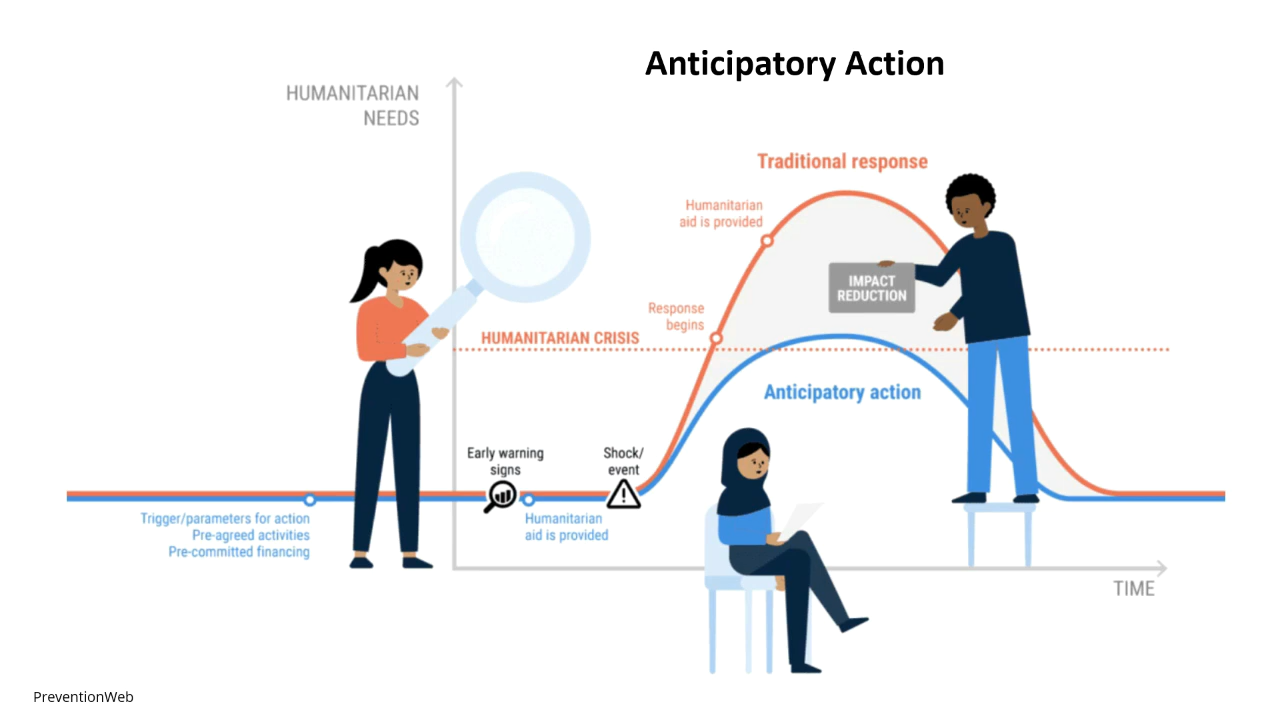 Anticipatory Action
HUMANITARIAN
NEEDS
Traditional response
Humanitarian
aid is provided
IMPACT
REDUCTION
Response
begins
HUMANITARIAN CRISIS
Anticipatory action
Early warning
signs
Shock/
event
Trigger/parameters for action
Pre-agreed activities
Pre-committed financing
Humanitarian
aid is provided
TIME
PreventionWeb